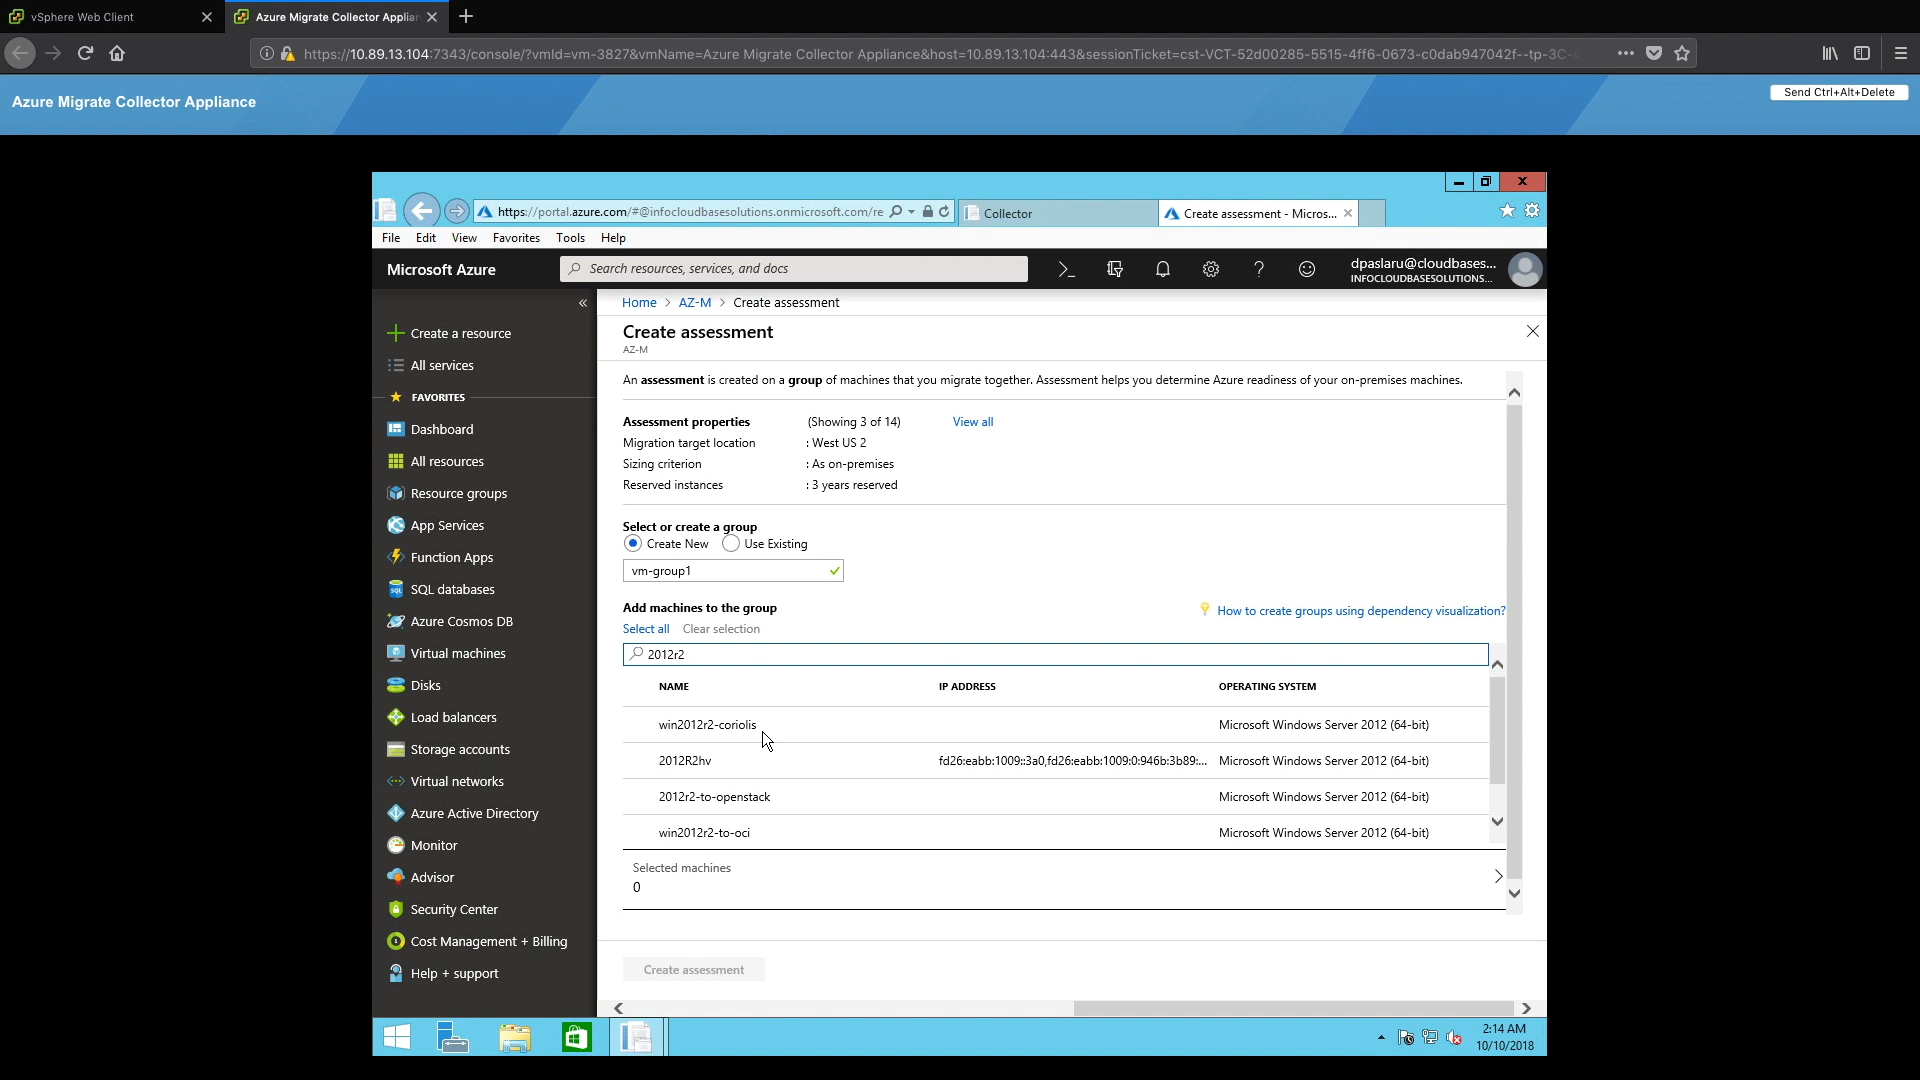 vSphere Web Client
Azure Migrate Collector Applian
https://10.89.13.104:7343/console/?vmId=vm-3827&vmName=Azure Migrate Collector Appliance&host=10.89.13.104:443&sessionTicket=cst-VCT-52d00285-5515-4ff6-0673-c0dab947042f--tp-3C-
Azure Migrate Collector Appliance
Send Ctrl+Alt+Delete
https://portal.azure.com/#@infocloudbasesolutions.onmicrosoft.com/re
Collector
Create assessment - Micros...
File Edit View Favorites Tools Help
Microsoft Azure
Search resources, services, and docs
dpaslaru@cloudbases...
INFOCLOUDBASESOLUTIONS...
Create a resource
All services
FAVORITES
Dashboard
All resources
Resource groups
App Services
Function Apps
SQL databases
Azure Cosmos DB
Virtual machines
Disks
Load balancers
Storage accounts
Virtual networks
Azure Active Directory
Monitor
Advisor
Security Center
Cost Management + Billing
Help + support
Home > AZ-M > Create assessment
Create assessment
AZ-M
An assessment is created on a group of machines that you migrate together. Assessment helps you determine Azure readiness of your on-premises machines.
Assessment properties (Showing 3 of 14) View all
Migration target location : West US 2
Sizing criterion : As on-premises
Reserved instances : 3 years reserved
Select or create a group
Create New Use Existing
vm-group1
Add machines to the group
How to create groups using dependency visualization?
Select all Clear selection
2012r2
NAME IP ADDRESS OPERATING SYSTEM
win2012r2-coriolis Microsoft Windows Server 2012 (64-bit)
2012R2hv fd26:eabb:1009::3a0,fd26:eabb:1009:0:946b:3b89:... Microsoft Windows Server 2012 (64-bit)
2012r2-to-openstack Microsoft Windows Server 2012 (64-bit)
win2012r2-to-oci Microsoft Windows Server 2012 (64-bit)
Selected machines
0
Create assessment
2:14 AM
10/10/2018